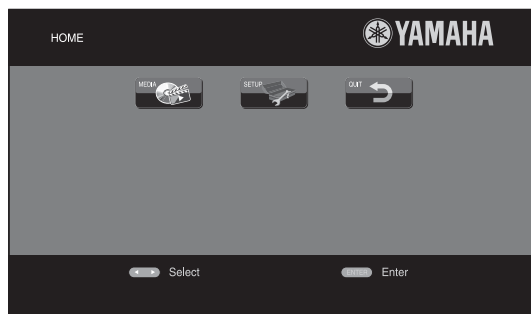 HOME
YAMAHA
MEDIA
SETUP
QUIT
Select
ENTER
Enter